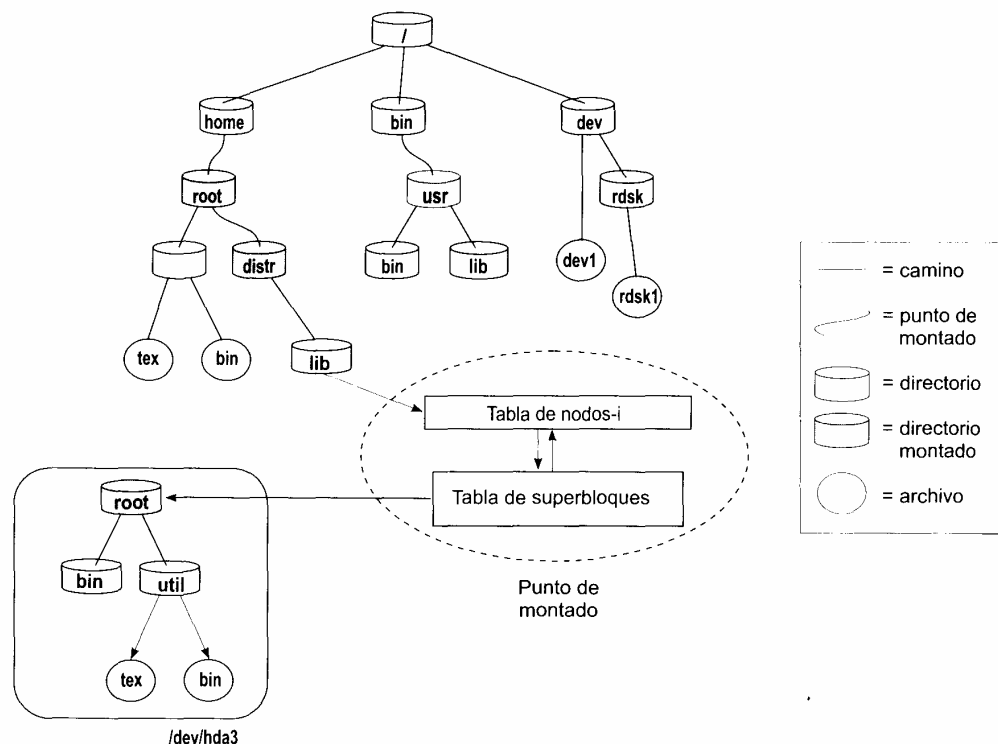 /
home
bin
dev
root
usr
rdsk
distr
bin
lib
dev1
rdsk1
tex
bin
lib
Tabla de nodos-i
Tabla de superbloques
Punto de
montado
root
bin
util
tex
bin
/dev/hda3
= camino
= punto de
montado
= directorio
= directorio
montado
= archivo